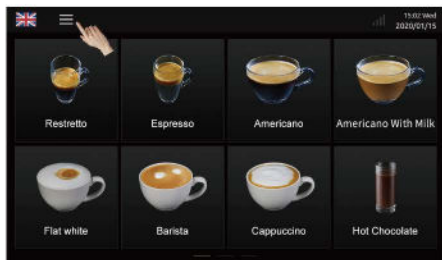 15:02 Wed
2020/01/15
Restretto
Espresso
Americano
Americano With Milk
Flat white
Barista
Cappuccino
Hot Chocolate